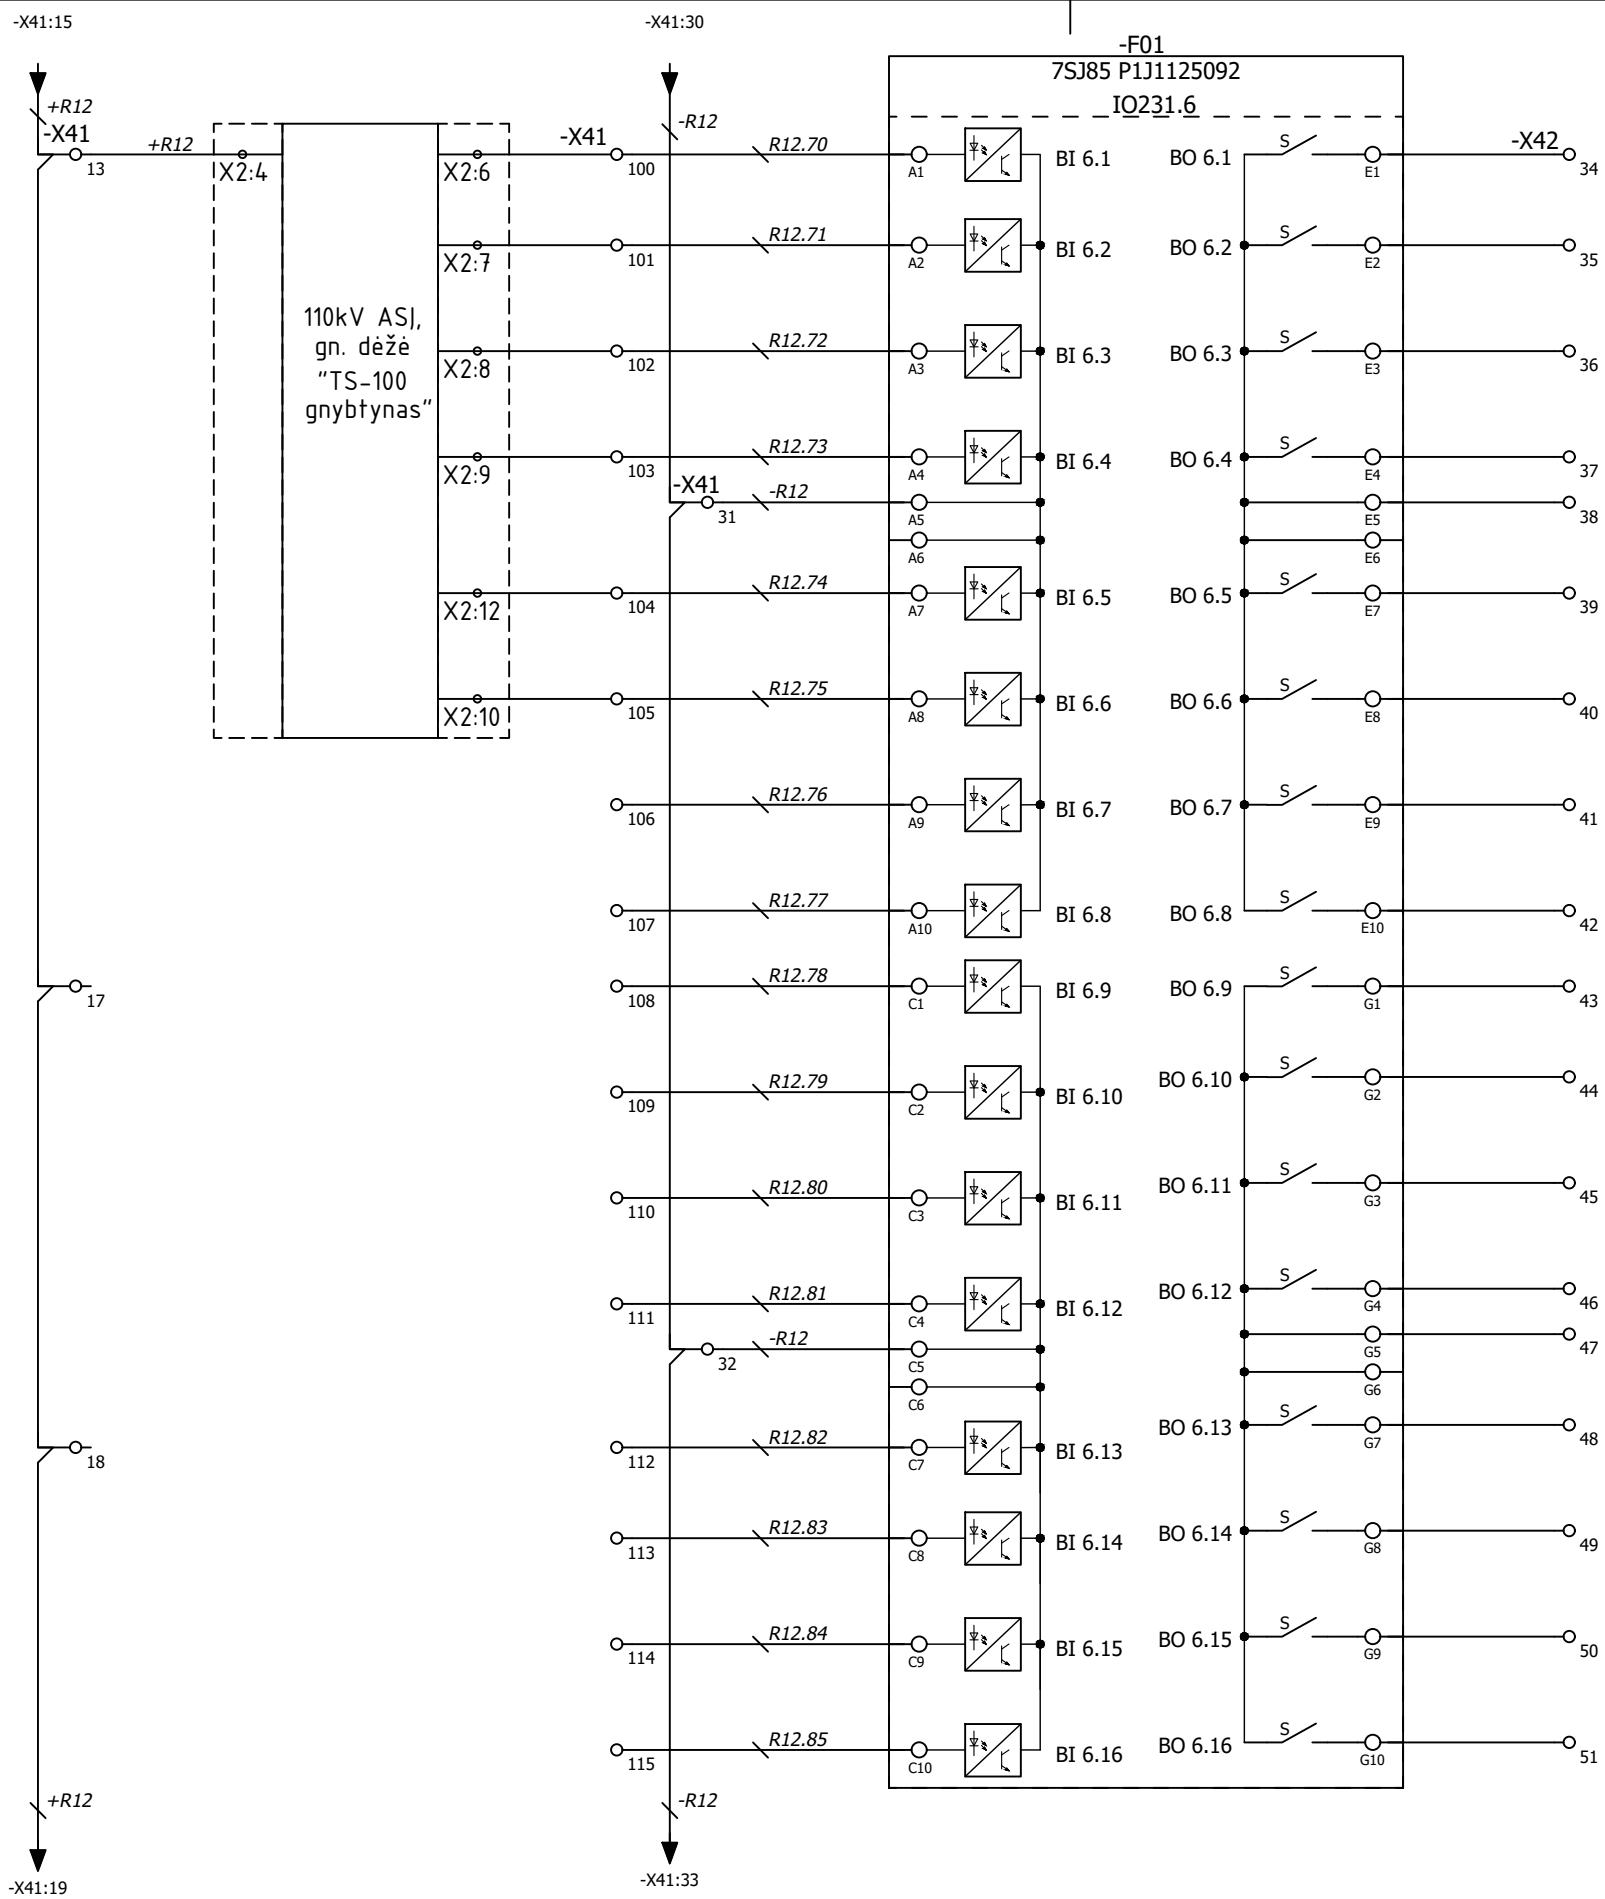 -X41:15
-X41:30
-F01
7SJ85 P1J1125092
IO231.6
+R12
-R12
-X41
13
+R12
X2:4
X2:6
-X41
100
R12.70
A1
BI 6.1
BO 6.1
S
E1
-X42
34
X2:7
101
R12.71
A2
BI 6.2
BO 6.2
S
E2
35
110kV ASĮ,
gn. dėžė
"TS-100
gnybtynas"
X2:8
102
R12.72
A3
BI 6.3
BO 6.3
S
E3
36
X2:9
103
R12.73
A4
BI 6.4
BO 6.4
S
E4
37
-X41
31
-R12
A5
E5
38
A6
E6
X2:12
104
R12.74
A7
BI 6.5
BO 6.5
S
E7
39
X2:10
105
R12.75
A8
BI 6.6
BO 6.6
S
E8
40
106
R12.76
A9
BI 6.7
BO 6.7
S
E9
41
107
R12.77
A10
BI 6.8
BO 6.8
S
E10
42
17
108
R12.78
C1
BI 6.9
BO 6.9
S
G1
43
109
R12.79
C2
BI 6.10
BO 6.10
S
G2
44
110
R12.80
C3
BI 6.11
BO 6.11
S
G3
45
111
R12.81
C4
BI 6.12
BO 6.12
S
G4
46
32
-R12
C5
G5
47
C6
G6
18
112
R12.82
C7
BI 6.13
BO 6.13
S
G7
48
113
R12.83
C8
BI 6.14
BO 6.14
S
G8
49
114
R12.84
C9
BI 6.15
BO 6.15
S
G9
50
115
R12.85
C10
BI 6.16
BO 6.16
S
G10
51
+R12
-R12
-X41:19
-X41:33